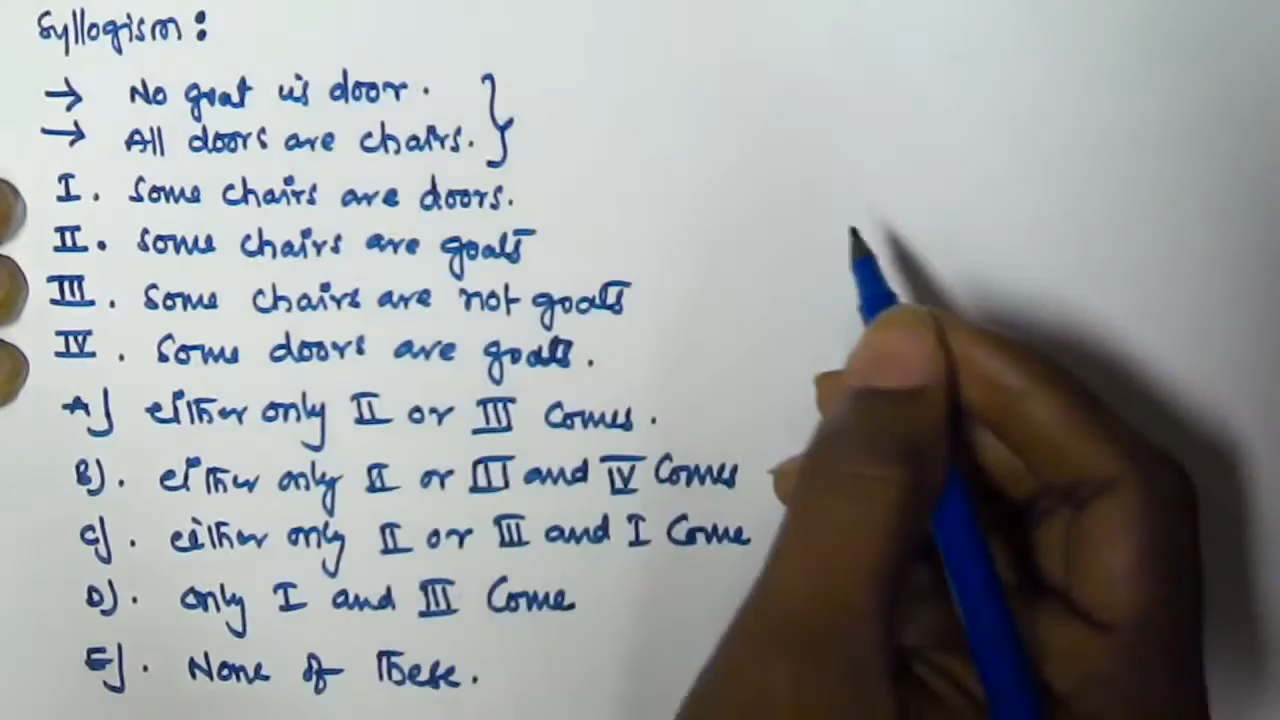 Syllogism:
→ No goat is door.
→ All doors are chairs.
I. Some chairs are doors.
II. Some chairs are goats
III. Some chairs are not goats
IV. Some doors are goats.
A) either only II or III Comes.
B). either only II or III and IV Comes
C). either only II or III and I Come
D). only I and III Come
E). None of these.